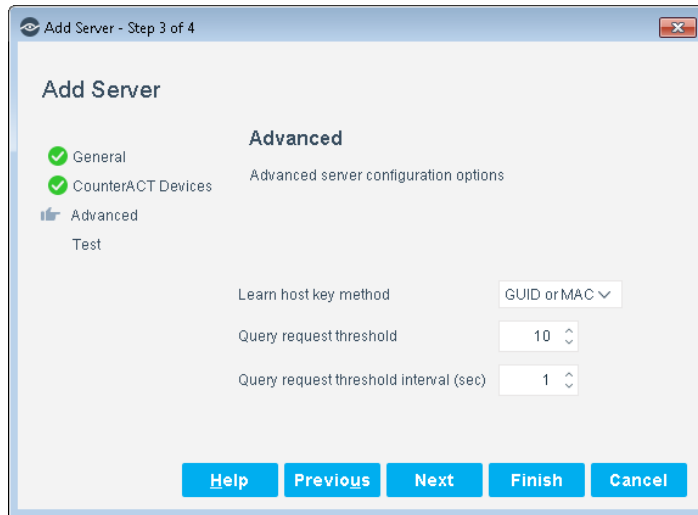 Add Server - Step 3 of 4
Add Server
General
CounterACT Devices
Advanced
Test
Advanced
Advanced server configuration options
Learn host key method GUID or MAC
Query request threshold 10
Query request threshold interval (sec) 1
Help Previous Next Finish Cancel